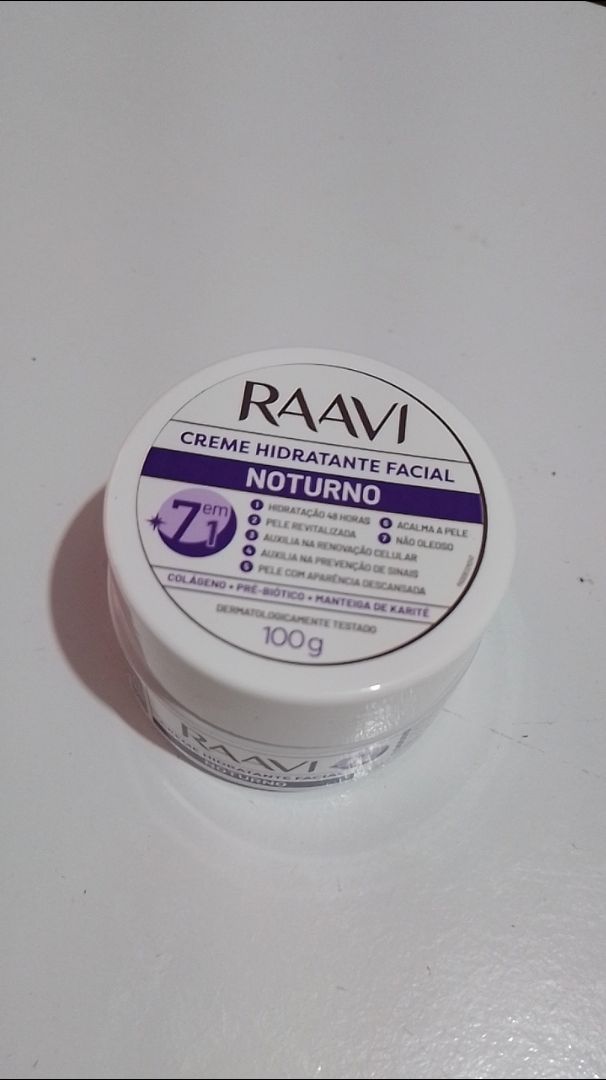 RAAVI
CREME HIDRATANTE FACIAL
NOTURNO
7 em 1
1 HIDRATAÇÃO 48 HORAS
2 PELE REVITALIZADA
3 AUXILIA NA RENOVAÇÃO CELULAR
4 AUXILIA NA PREVENÇÃO DE SINAIS
5 PELE COM APARÊNCIA DESCANSADA
6 ACALMA A PELE
7 NÃO OLEOSO
COLÁGENO + PRÉ-BIÓTICO + MANTEIGA DE KARITÉ
DERMATOLOGICAMENTE TESTADO
100g
RAAVI
CREME HIDRATANTE FACIAL
NOTURNO